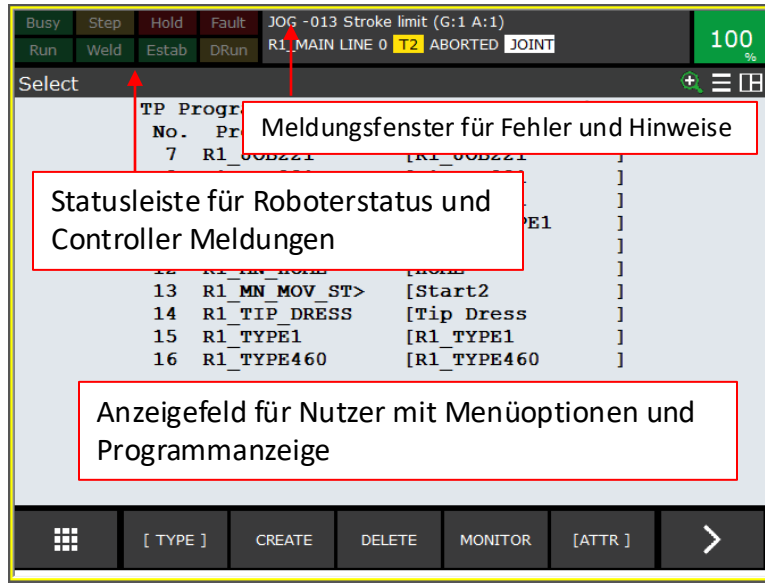 Busy Step Hold Fault JOG -013 Stroke limit (G:1 A:1)
Run Weld Estab DRun R1_MAIN LINE 0 T2 ABORTED JOINT
100
%
Select
TP
No.
Meldungsfenster für Fehler und Hinweise
7
Statusleiste für Roboterstatus und
Controller Meldungen
]
]
]
]
]
]
13 R1_MN_MOV_ST> [Start2 ]
14 R1_TIP_DRESS [Tip Dress ]
15 R1_TYPE1 [R1_TYPE1 ]
16 R1_TYPE460 [R1_TYPE460 ]
Anzeigefeld für Nutzer mit Menüoptionen und
Programmanzeige
[ TYPE ] CREATE DELETE MONITOR [ATTR ]